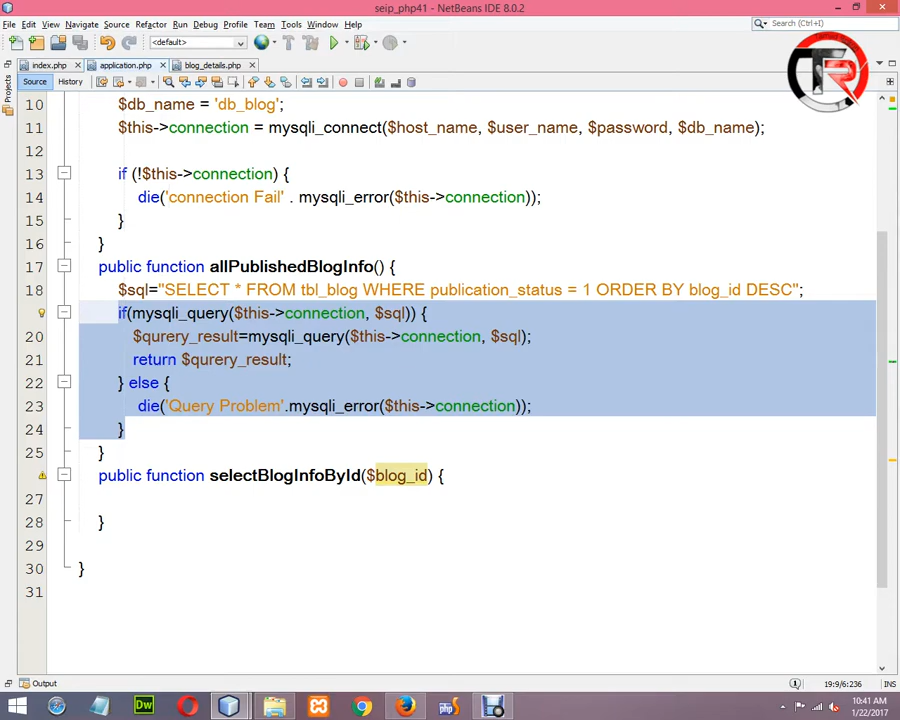 seip_php41 - NetBeans IDE 8.0.2
File Edit View Navigate Source Refactor Run Debug Profile Team Tools Window Help
Search (Ctrl+I)
<default>
index.php application.php blog_details.php
Source History
Projects
TR
10 $db_name = 'db_blog';
11 $this->connection = mysqli_connect($host_name, $user_name, $password, $db_name);
12
13 if (!$this->connection) {
14 die('connection Fail' . mysqli_error($this->connection));
15 }
16 }
17 public function allPublishedBlogInfo() {
18 $sql="SELECT * FROM tbl_blog WHERE publication_status = 1 ORDER BY blog_id DESC";
if(mysqli_query($this->connection, $sql)) {
20 $qurery_result=mysqli_query($this->connection, $sql);
21 return $qurery_result;
22 } else {
23 die('Query Problem'.mysqli_error($this->connection));
24 }
25 }
public function selectBlogInfoById($blog_id) {
27
28 }
29
30 }
31
Output
19:9/6:236 INS
Dw
php
10:41 AM
1/22/2017